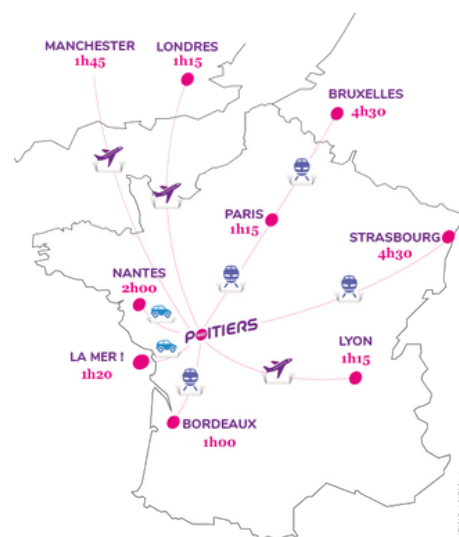 MANCHESTER
1h45
LONDRES
1h15
BRUXELLES
4h30
PARIS
1h15
STRASBOURG
4h30
NANTES
2h00
POITIERS
LA MER !
1h20
LYON
1h15
BORDEAUX
1h00